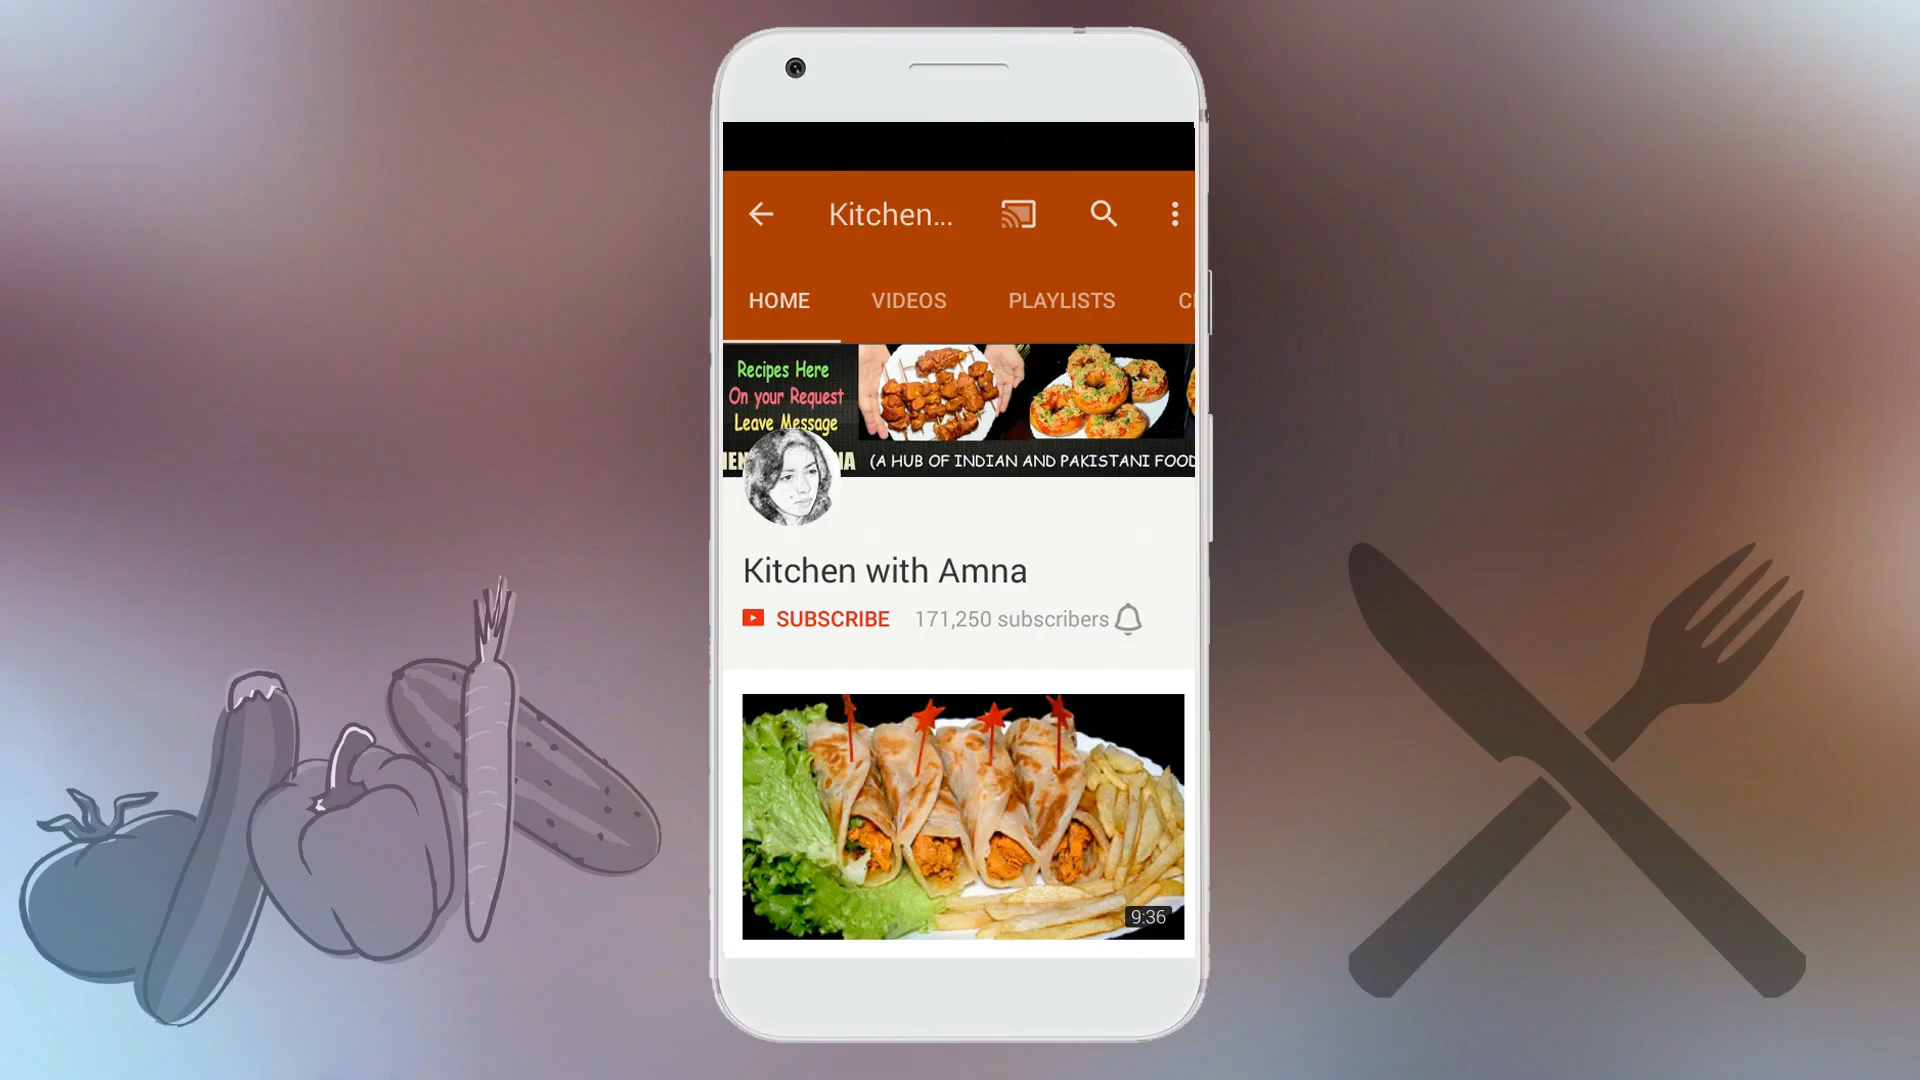 Kitchen...
HOME VIDEOS PLAYLISTS
Recipes Here
On your Request
Leave Message
(A HUB OF INDIAN AND PAKISTANI FOOD
Kitchen with Amna
SUBSCRIBE 171,250 subscribers
9:36